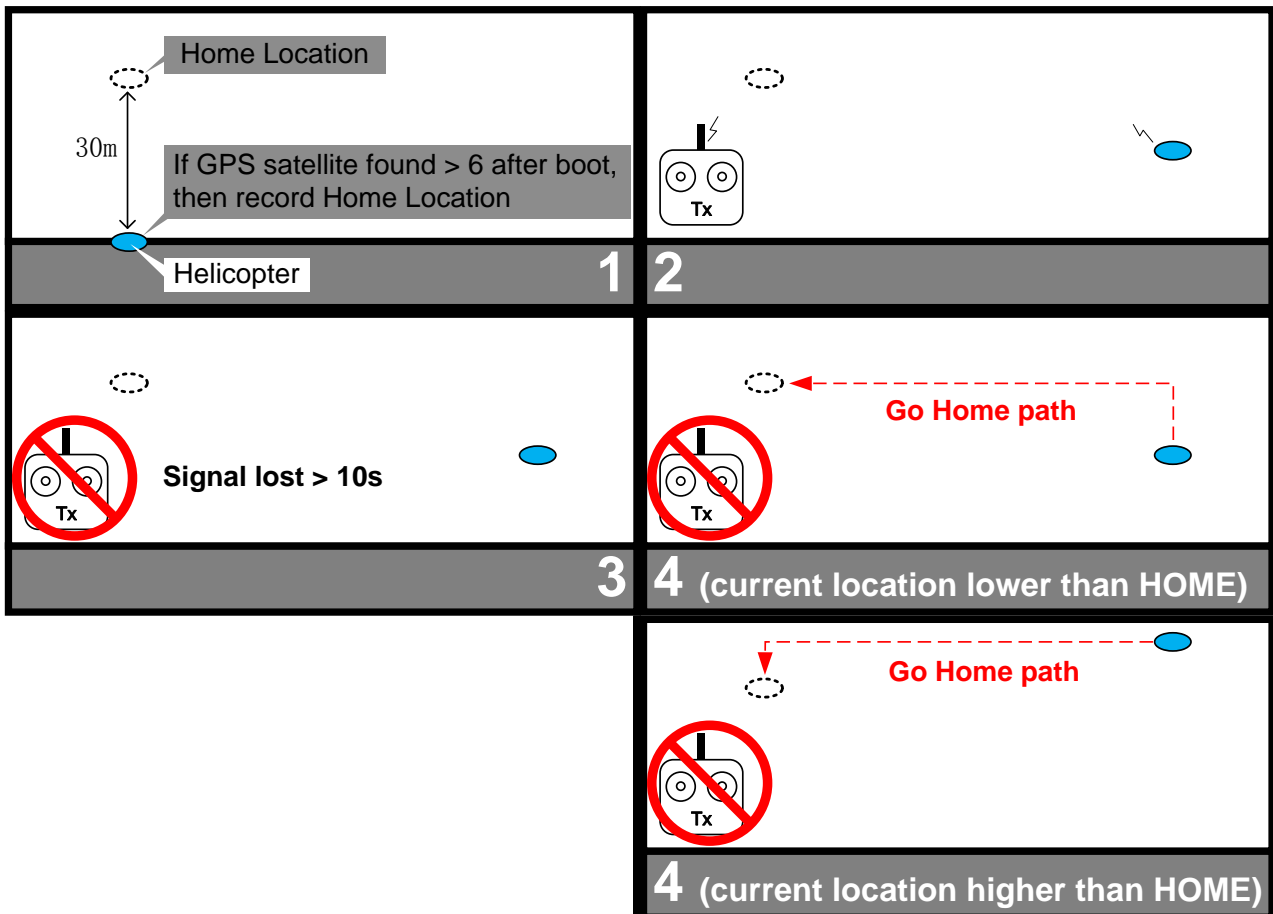 Home Location
30m
If GPS satellite found > 6 after boot,
then record Home Location
Helicopter
1
Tx
2
Signal lost > 10s
Tx
3
Go Home path
Tx
4 (current location lower than HOME)
Go Home path
Tx
4 (current location higher than HOME)